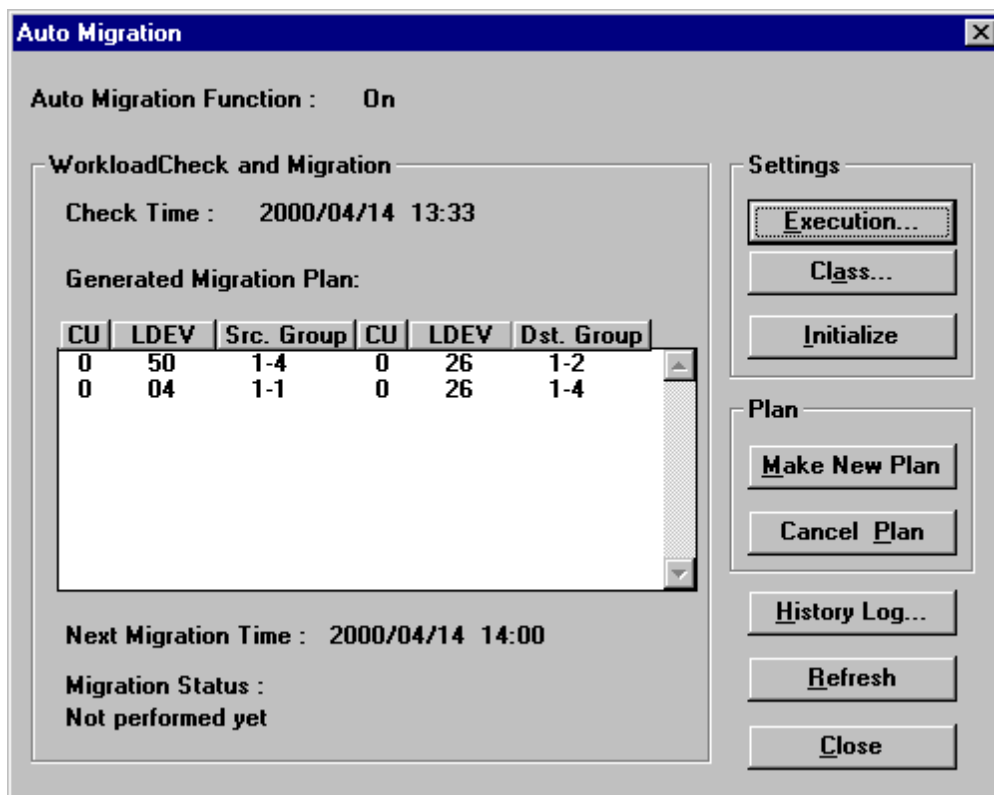 Auto Migration
Auto Migration Function : On
WorkloadCheck and Migration
Check Time : 2000/04/14 13:33
Generated Migration Plan:
CU LDEV Src. Group CU LDEV Dst. Group
0 50 1-4 0 26 1-2
0 04 1-1 0 26 1-4
Next Migration Time : 2000/04/14 14:00
Migration Status :
Not performed yet
Settings
Execution...
Class...
Initialize
Plan
Make New Plan
Cancel Plan
History Log...
Refresh
Close